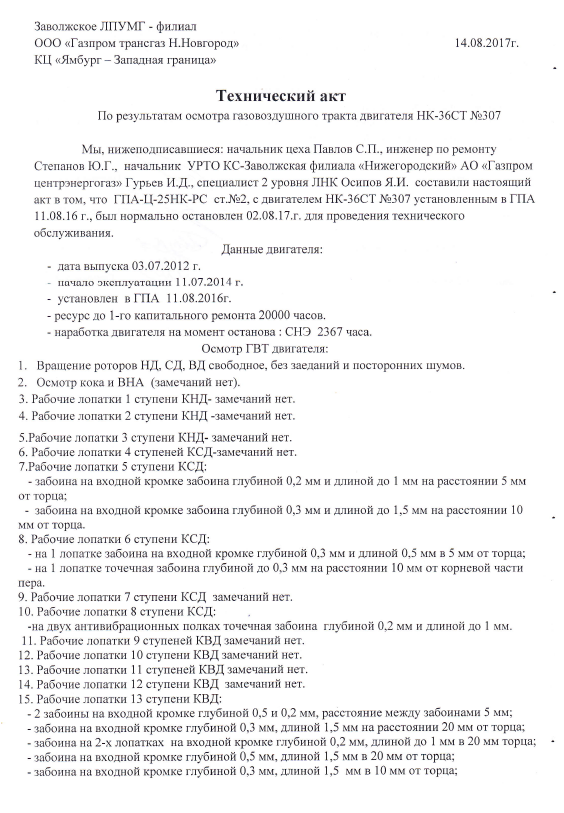 Заволжское ЛПУМГ - филиал
ООО «Газпром трансгаз Н.Новгород» 14.08.2017г.
КЦ «Ямбург – Западная граница»
Технический акт
По результатам осмотра газовоздушного тракта двигателя НК-36СТ №307
Мы, нижеподписавшиеся: начальник цеха Павлов С.П., инженер по ремонту
Степанов Ю.Г., начальник УРТО КС-Заволжская филиала «Нижегородский» АО «Газпром
центрэнергогаз» Гурьев И.Д., специалист 2 уровня ЛНК Осипов Я.И. составили настоящий
акт в том, что ГПА-Ц-25НК-РС ст.№2, с двигателем НК-36СТ №307 установленным в ГПА
11.08.16 г., был нормально остановлен 02.08.17.г. для проведения технического
обслуживания.
Данные двигателя:
- дата выпуска 03.07.2012 г.
- начало эксплуатации 11.07.2014 г.
- установлен в ГПА 11.08.2016г.
- ресурс до 1-го капитального ремонта 20000 часов.
- наработка двигателя на момент останова : СНЭ 2367 часа.
Осмотр ГВТ двигателя:
1. Вращение роторов НД, СД, ВД свободное, без заеданий и посторонних шумов.
2. Осмотр кока и ВНА (замечаний нет).
3. Рабочие лопатки 1 ступени КНД- замечаний нет.
4. Рабочие лопатки 2 ступени КНД -замечаний нет.
5.Рабочие лопатки 3 ступени КНД- замечаний нет.
6. Рабочие лопатки 4 ступеней КСД-замечаний нет.
7.Рабочие лопатки 5 ступени КСД:
- забоина на входной кромке забоина глубиной 0,2 мм и длиной до 1 мм на расстоянии 5 мм
от торца;
- забоина на входной кромке забоина глубиной 0,3 мм и длиной до 1,5 мм на расстоянии 10
мм от торца.
8. Рабочие лопатки 6 ступени КСД:
- на 1 лопатке забоина на входной кромке глубиной 0,3 мм и длиной 0,5 мм в 5 мм от торца;
- на 1 лопатке точечная забоина глубиной до 0,3 мм на расстоянии 10 мм от корневой части
пера.
9. Рабочие лопатки 7 ступени КСД замечаний нет.
10. Рабочие лопатки 8 ступени КСД:
-на двух антивибрационных полках точечная забоина глубиной 0,2 мм и длиной до 1 мм.
11. Рабочие лопатки 9 ступеней КВД замечаний нет.
12. Рабочие лопатки 10 ступени КВД замечаний нет.
13. Рабочие лопатки 11 ступеней КВД замечаний нет.
14. Рабочие лопатки 12 ступени КВД замечаний нет.
15. Рабочие лопатки 13 ступени КВД:
- 2 забоины на входной кромке глубиной 0,5 и 0,2 мм, расстояние между забоинами 5 мм;
- забоина на входной кромке глубиной 0,3 мм, длиной 1,5 мм на расстоянии 20 мм от торца;
- забоина на 2-х лопатках на входной кромке глубиной 0,2 мм, длиной до 1 мм в 20 мм торца;
- забоина на входной кромке глубиной 0,5 мм, длиной 1,5 мм в 20 мм от торца;
- забоина на входной кромке глубиной 0,3 мм, длиной 1,5 мм в 10 мм от торца;